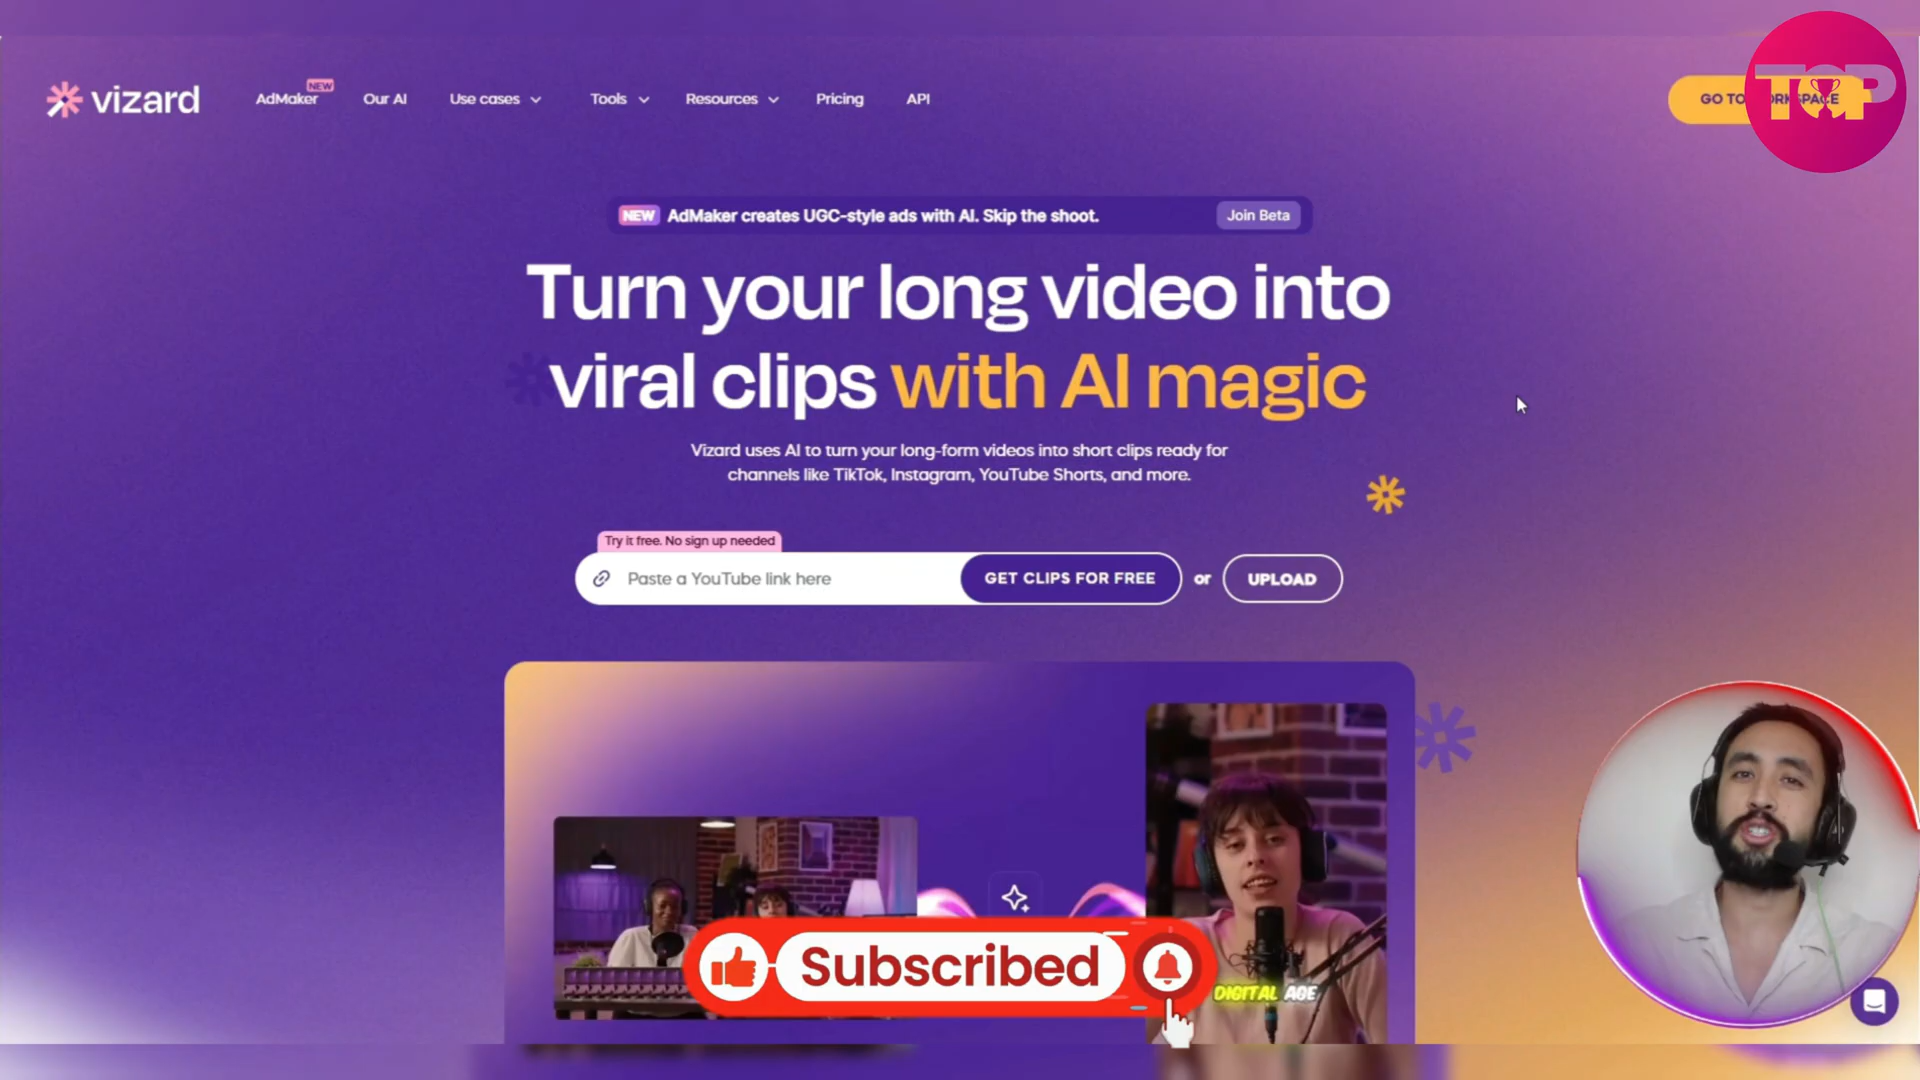 vizard
AdMaker
NEW
Our AI
Use cases
Tools
Resources
Pricing
API
GO TO
SPACE
TOP
NEW AdMaker creates UGC-style ads with AI. Skip the shoot.
Join Beta
Turn your long video into
viral clips with AI magic
Vizard uses AI to turn your long-form videos into short clips ready for
channels like TikTok, Instagram, YouTube Shorts, and more.
Try it free. No sign up needed
Paste a YouTube link here
GET CLIPS FOR FREE
or
UPLOAD
Subscribed
DIGITAL AGE